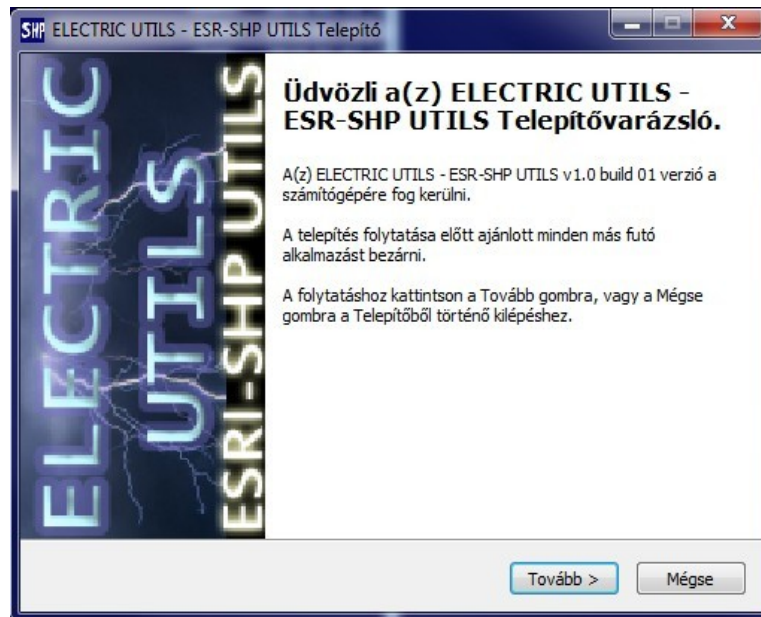 SHP ELECTRIC UTILS - ESR-SHP UTILS Telepítő
ELECTRIC
UTILS
ESRI-SHP UTILS
Üdvözli a(z) ELECTRIC UTILS -
ESR-SHP UTILS Telepítővarázsló.
A(z) ELECTRIC UTILS - ESR-SHP UTILS v1.0 build 01 verzió a
számítógépére fog kerülni.
A telepítés folytatása előtt ajánlott minden más futó
alkalmazást bezárni.
A folytatáshoz kattintson a Tovább gombra, vagy a Mégse
gombra a Telepítőből történő kilépéshez.
Tovább >
Mégse